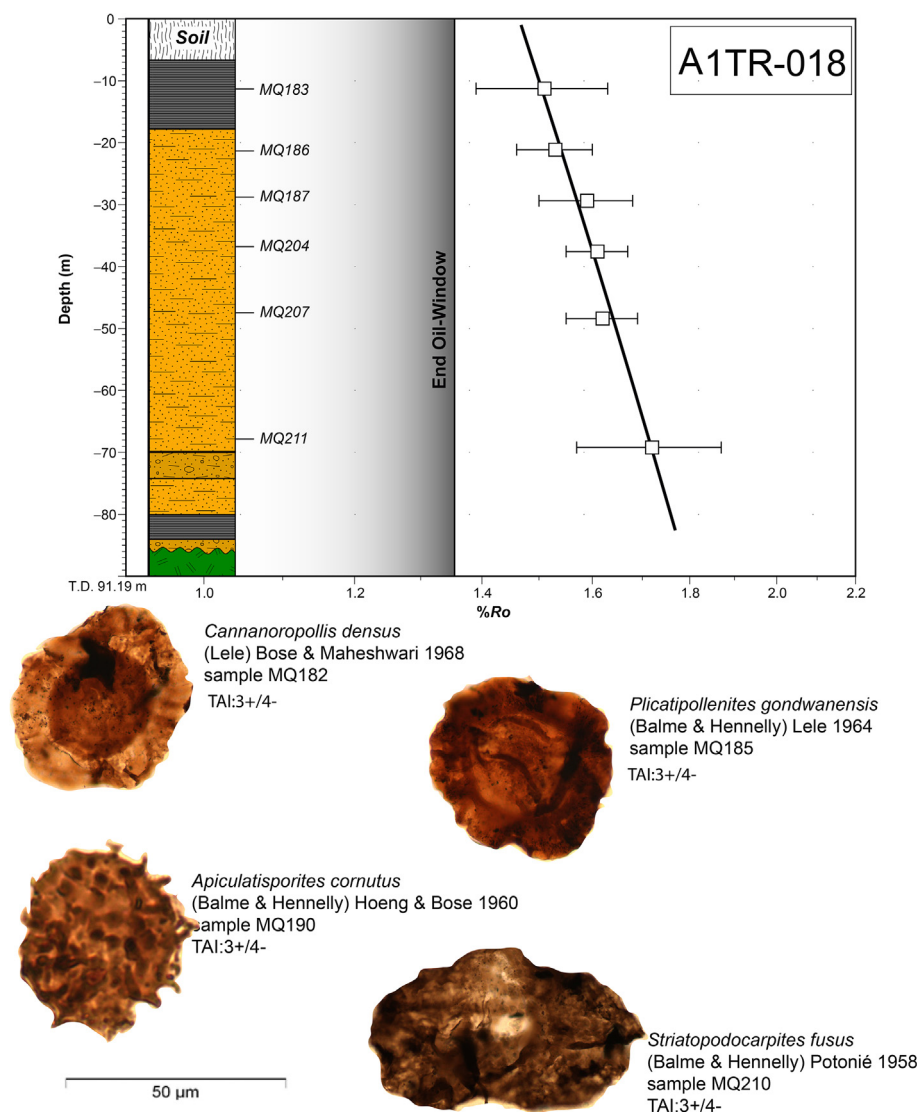 0
Soil
A1TR-018
−10
MQ183
−20
MQ186
−30
MQ187
−40
MQ204
−50
MQ207
−60
−70
MQ211
−80
Depth (m)
End Oil-Window
T.D. 91.19 m
1.0
1.2
1.4
1.6
1.8
2.0
2.2
%Ro
Cannanoropollis densus
(Lele) Bose & Maheshwari 1968
sample MQ182
TAI:3+/4-
Plicatipollenites gondwanensis
(Balme & Hennelly) Lele 1964
sample MQ185
TAI:3+/4-
Apiculatisporites cornutus
(Balme & Hennelly) Hoeng & Bose 1960
sample MQ190
TAI:3+/4-
Striatopodocarpites fusus
(Balme & Hennelly) Potonié 1958
sample MQ210
TAI:3+/4-
50 µm